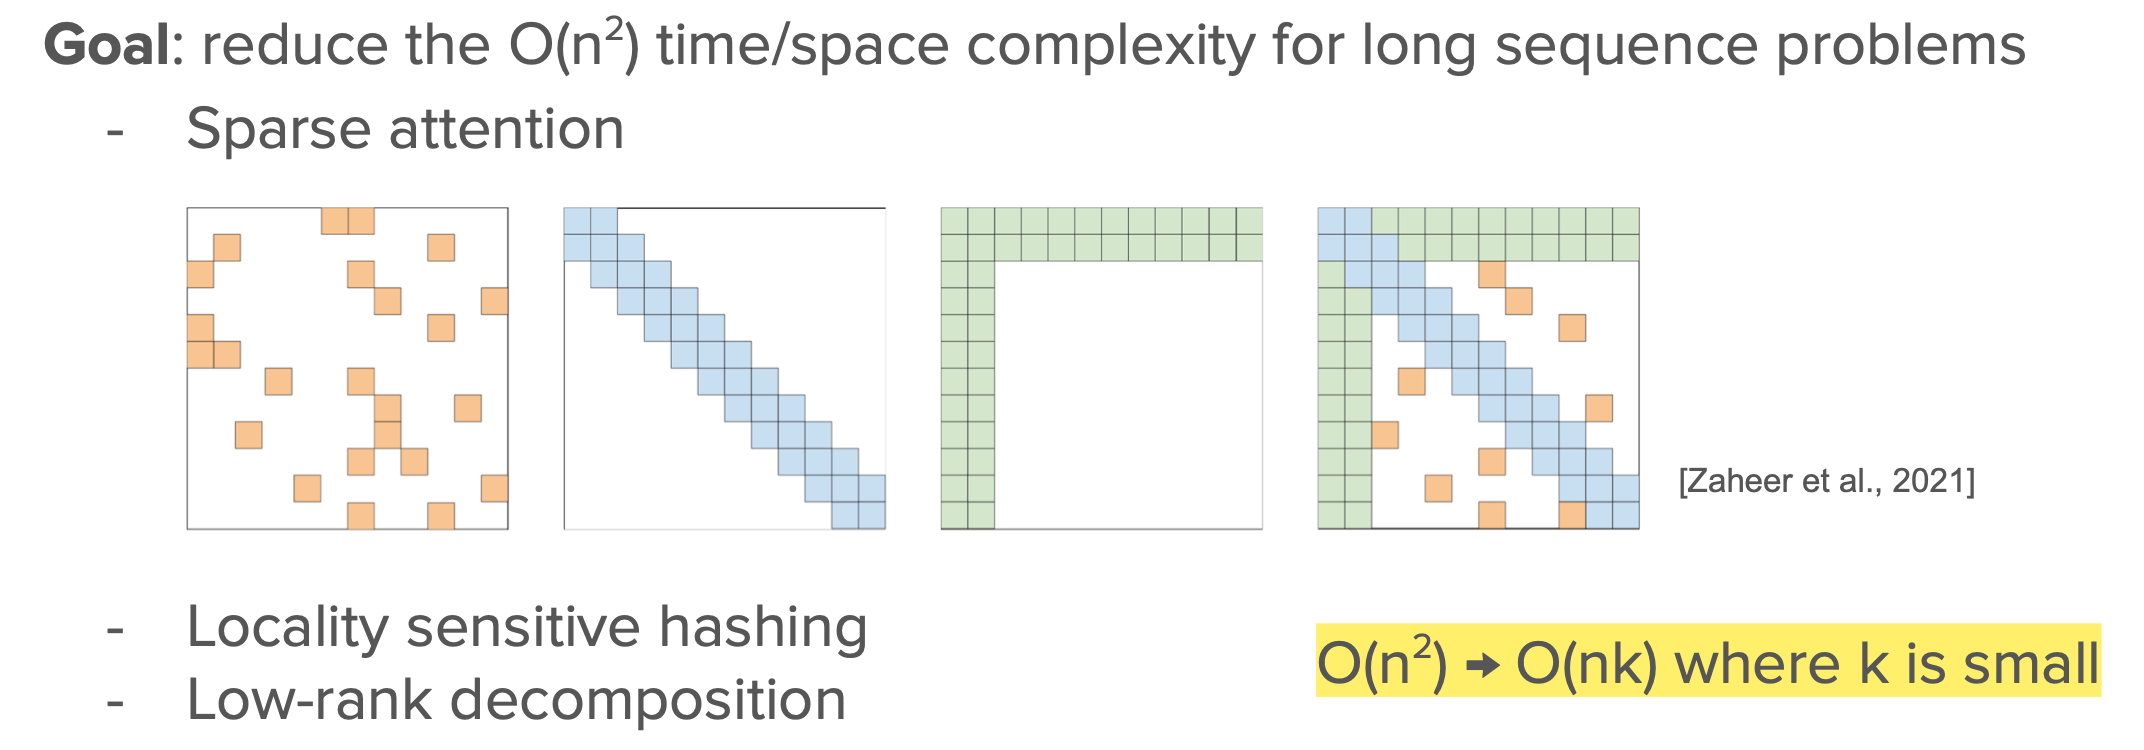 Goal: reduce the O(n²) time/space complexity for long sequence problems
- Sparse attention
[Zaheer et al., 2021]
- Locality sensitive hashing
O(n²) → O(nk) where k is small
- Low-rank decomposition